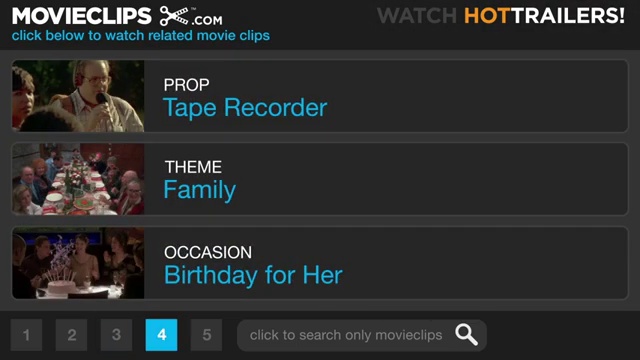 MOVIECLIPS .COM
WATCH HOTTRAILERS!
click below to watch related movie clips
PROP
Tape Recorder
THEME
Family
OCCASION
Birthday for Her
1 2 3 4 5 click to search only movieclips